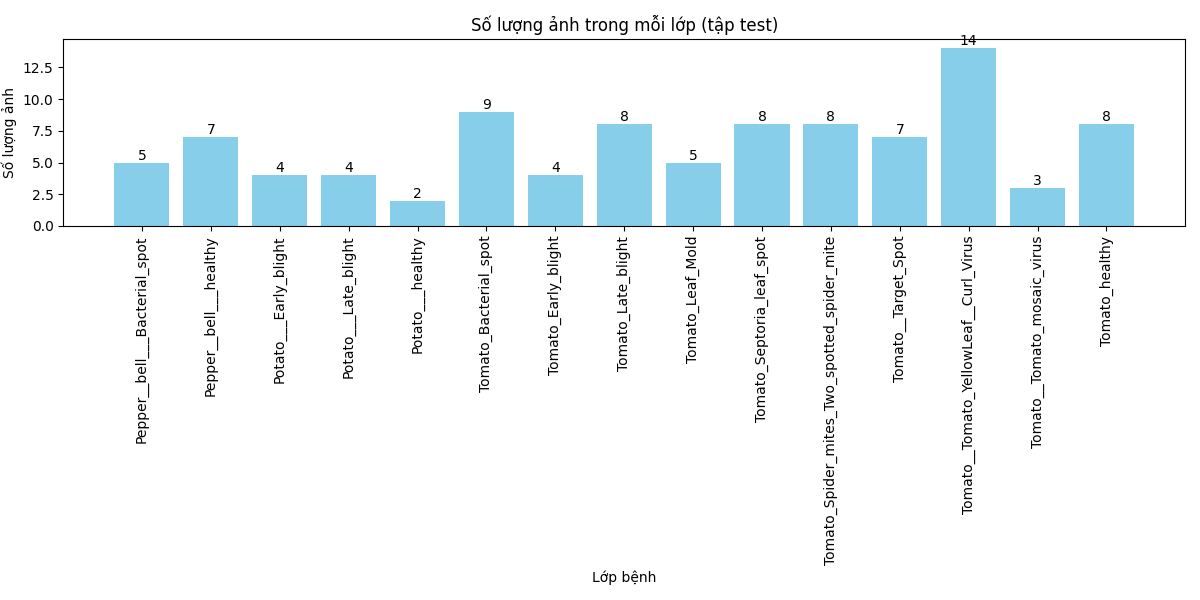 Số lượng ảnh trong mỗi lớp (tập test)
Số lượng ảnh
12.5
10.0
7.5
5.0
2.5
0.0
5
7
4
4
2
9
4
8
5
8
8
7
14
3
8
Pepper__bell___Bacterial_spot
Pepper__bell___healthy
Potato___Early_blight
Potato___Late_blight
Potato___healthy
Tomato_Bacterial_spot
Tomato_Early_blight
Tomato_Late_blight
Tomato_Leaf_Mold
Tomato_Septoria_leaf_spot
Tomato_Spider_mites_Two_spotted_spider_mite
Tomato__Target_Spot
Tomato__Tomato_YellowLeaf__Curl_Virus
Tomato__Tomato_mosaic_virus
Tomato_healthy
Lớp bệnh